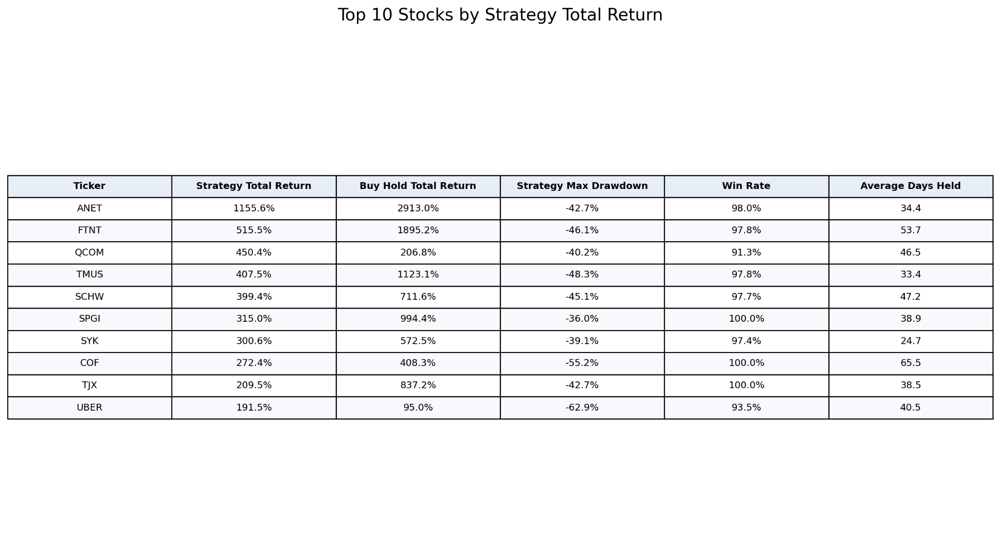 Top 10 Stocks by Strategy Total Return
Ticker Strategy Total Return Buy Hold Total Return Strategy Max Drawdown Win Rate Average Days Held
ANET 1155.6% 2913.0% -42.7% 98.0% 34.4
FTNT 515.5% 1895.2% -46.1% 97.8% 53.7
QCOM 450.4% 206.8% -40.2% 91.3% 46.5
TMUS 407.5% 1123.1% -48.3% 97.8% 33.4
SCHW 399.4% 711.6% -45.1% 97.7% 47.2
SPGI 315.0% 994.4% -36.0% 100.0% 38.9
SYK 300.6% 572.5% -39.1% 97.4% 24.7
COF 272.4% 408.3% -55.2% 100.0% 65.5
TJX 209.5% 837.2% -42.7% 100.0% 38.5
UBER 191.5% 95.0% -62.9% 93.5% 40.5